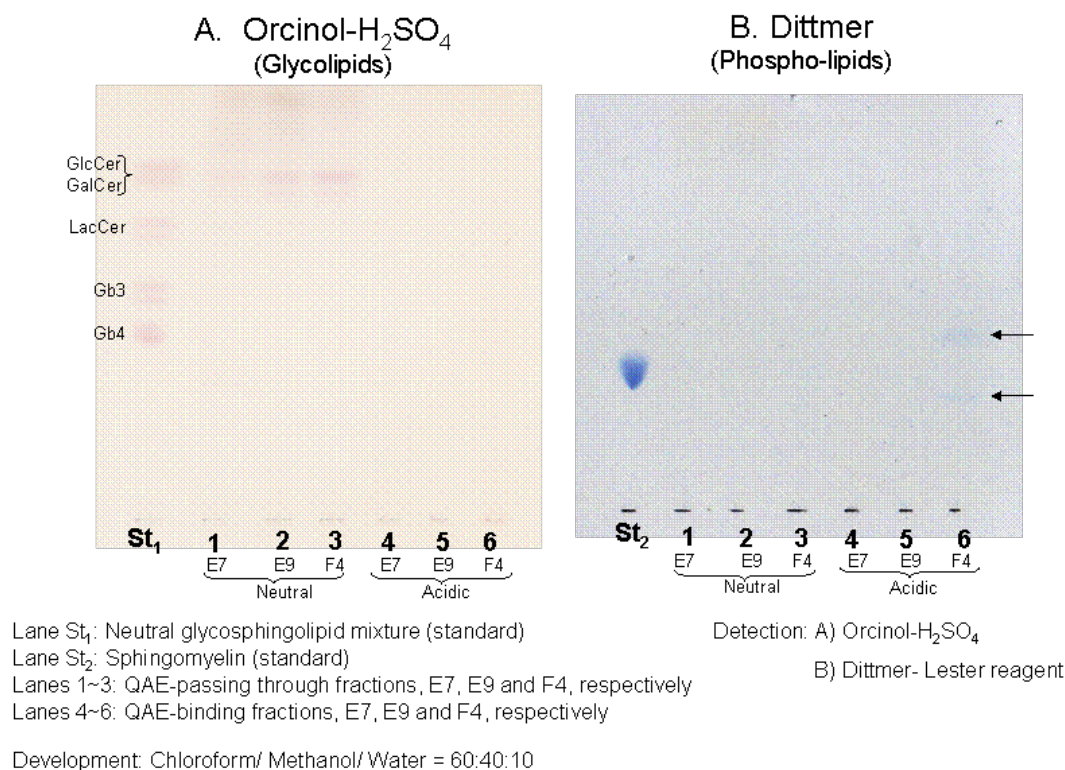 A. Orcinol-H₂SO₄
(Glycolipids)
GlcCer
GalCer
LacCer
Gb3
Gb4
St₁ 1 2 3 4 5 6
E7 E9 F4 E7 E9 F4
Neutral Acidic
B. Dittmer
(Phospho-lipids)
St₂ 1 2 3 4 5 6
E7 E9 F4 E7 E9 F4
Neutral Acidic
Lane St₁: Neutral glycosphingolipid mixture (standard)
Lane St₂: Sphingomyelin (standard)
Lanes 1~3: QAE-passing through fractions, E7, E9 and F4, respectively
Lanes 4~6: QAE-binding fractions, E7, E9 and F4, respectively
Development: Chloroform/ Methanol/ Water = 60:40:10
Detection: A) Orcinol-H₂SO₄
B) Dittmer- Lester reagent